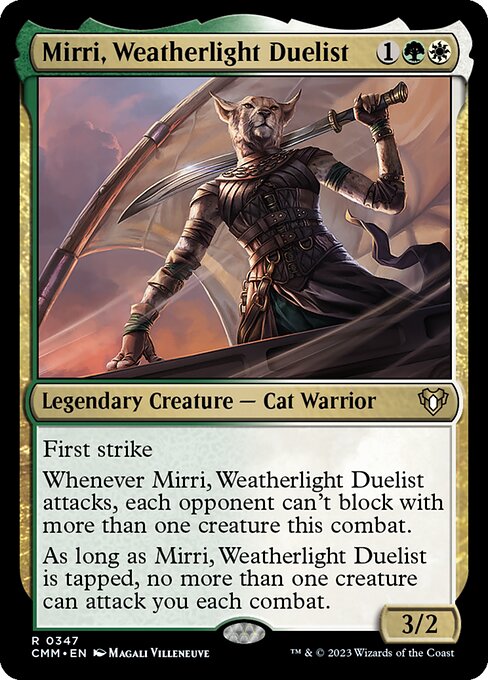 Mirri, Weatherlight Duelist 1
Legendary Creature — Cat Warrior
First strike
Whenever Mirri, Weatherlight Duelist
attacks, each opponent can't block with
more than one creature this combat.
As long as Mirri, Weatherlight Duelist
is tapped, no more than one creature
can attack you each combat.
3/2
R 0347
CMM • EN Magali Villeneuve
™ & © 2023 Wizards of the Coast